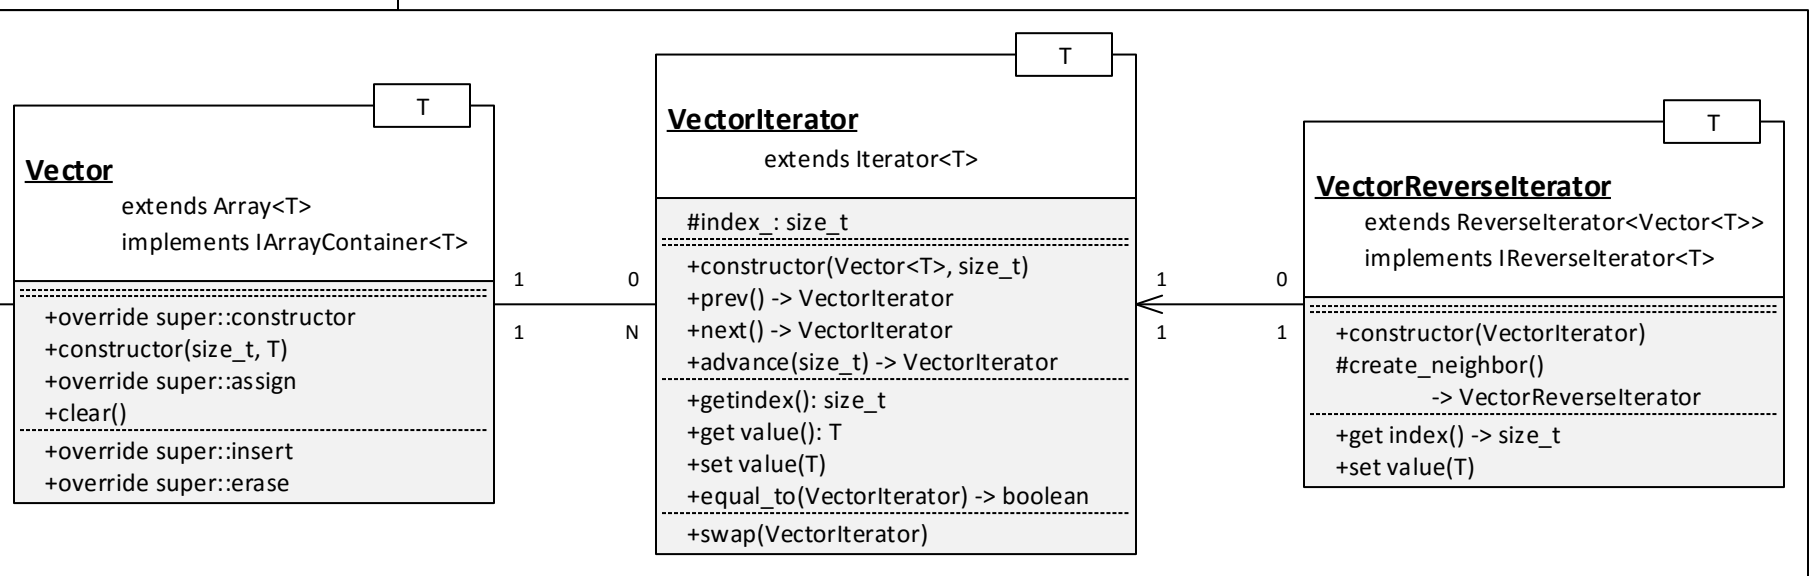 T
Vector
extends Array<T>
implements IArrayContainer<T>
+override super::constructor
+constructor(size_t, T)
+override super::assign
+clear()
+override super::insert
+override super::erase
1
0
1
N
T
VectorIterator
extends Iterator<T>
#index_: size_t
+constructor(Vector<T>, size_t)
+prev() -> VectorIterator
+next() -> VectorIterator
+advance(size_t) -> VectorIterator
+getindex(): size_t
+get value(): T
+set value(T)
+equal_to(VectorIterator) -> boolean
+swap(VectorIterator)
1
0
1
1
T
VectorReverseIterator
extends ReverseIterator<Vector<T>>
implements IReverseIterator<T>
+constructor(VectorIterator)
#create_neighbor()
-> VectorReverseIterator
+get index() -> size_t
+set value(T)